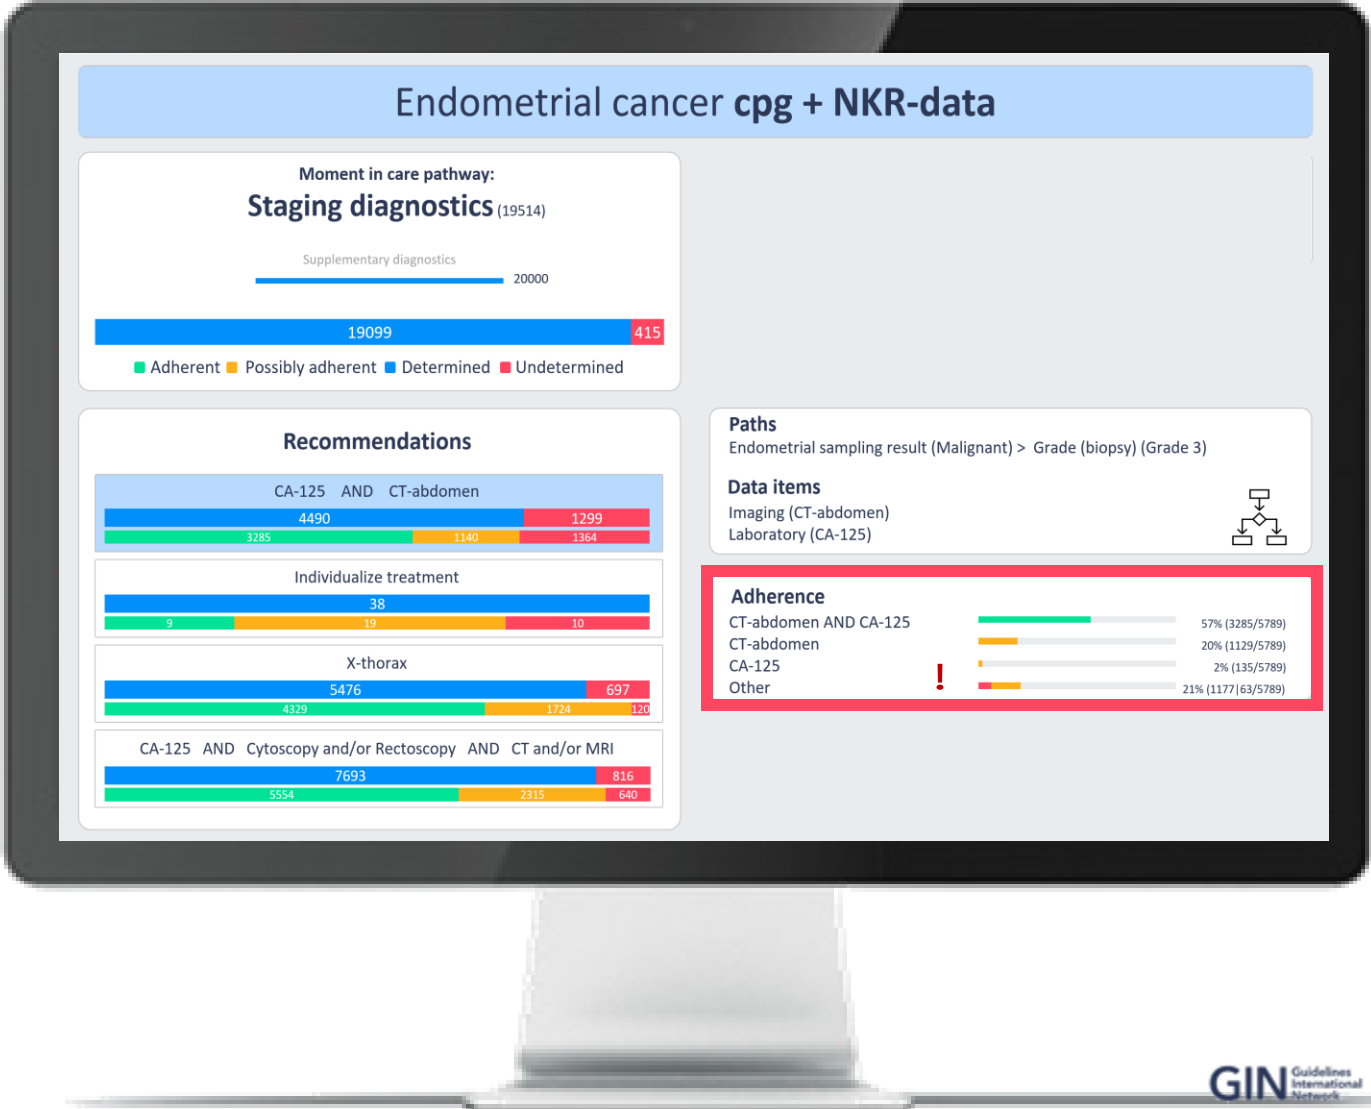 Endometrial cancer cpg + NKR-data
Moment in care pathway:
Staging diagnostics (19514)
Supplementary diagnostics
20000
19099
415
Adherent Possibly adherent Determined Undetermined
Recommendations
CA-125 AND CT-abdomen
4490
1299
3285
1140
1364
Individualize treatment
38
9
19
10
X-thorax
5476
697
4329
1724
120
CA-125 AND Cytoscopy and/or Rectoscopy AND CT and/or MRI
7693
816
5554
2315
640
Paths
Endometrial sampling result (Malignant) > Grade (biopsy) (Grade 3)
Data items
Imaging (CT-abdomen)
Laboratory (CA-125)
Adherence
CT-abdomen AND CA-125 57% (3285/5789)
CT-abdomen 20% (1129/5789)
CA-125 2% (135/5789)
Other ! 21% (1177|63/5789)
GIN Guidelines
International
Network